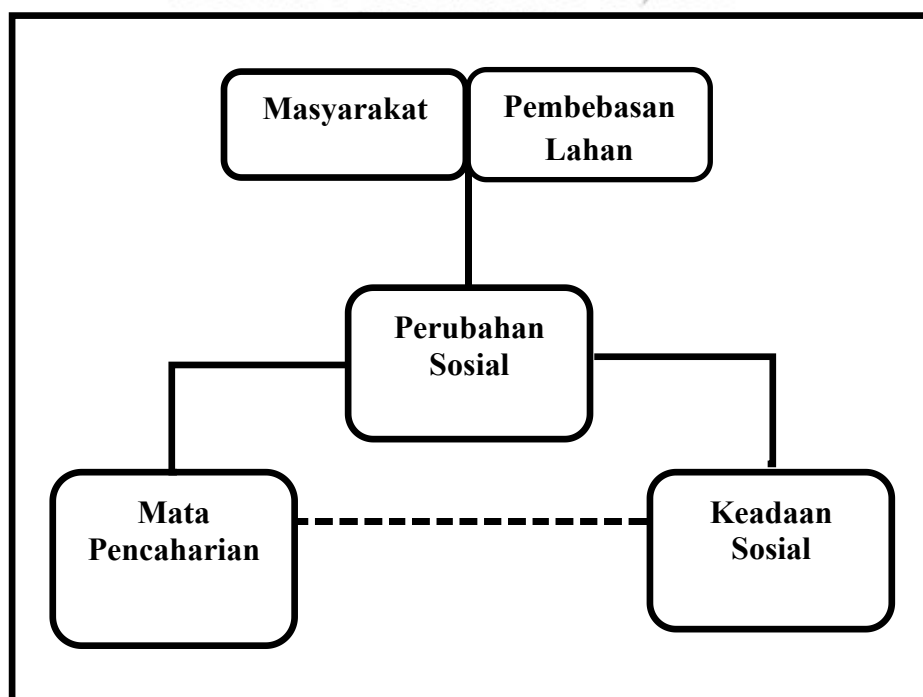 Masyarakat
Pembebasan
Lahan
Perubahan
Sosial
Mata
Pencaharian
Keadaan
Sosial